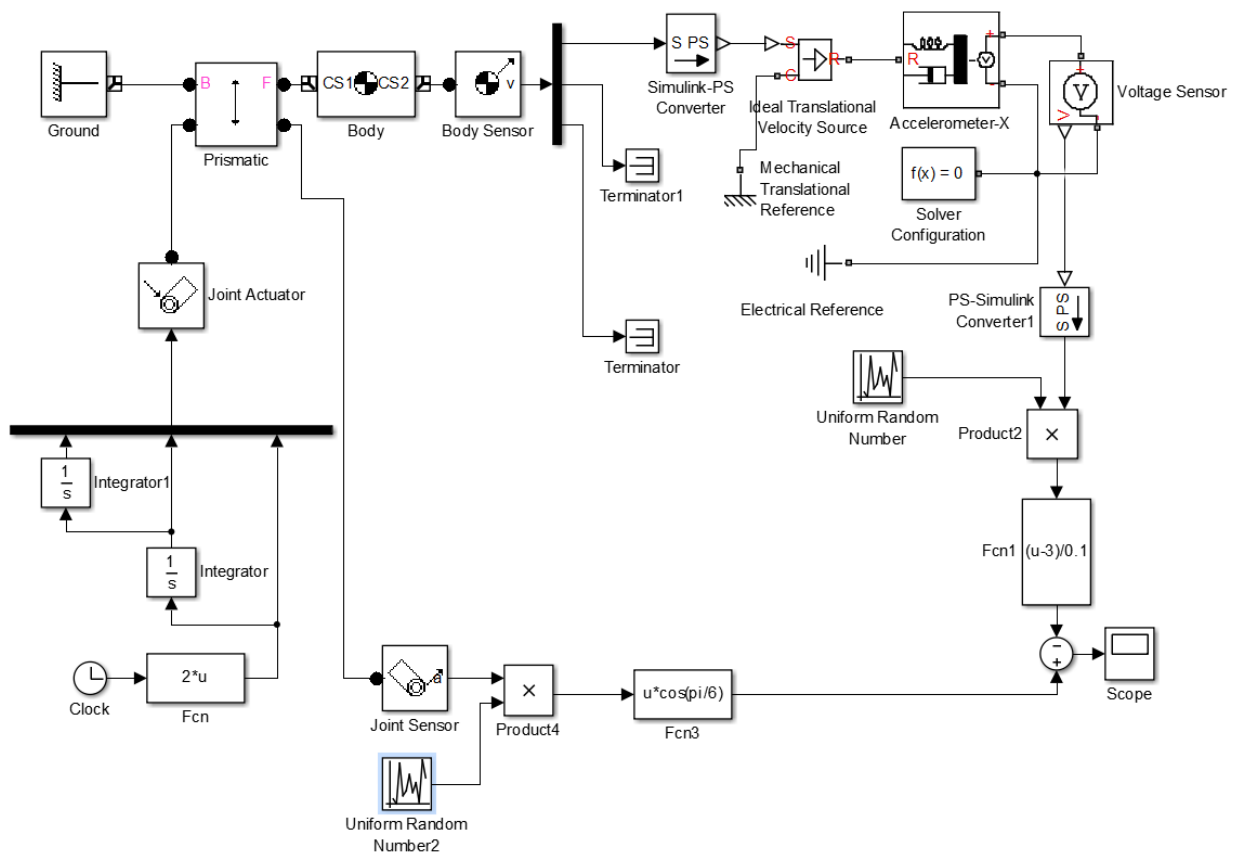 S PS
Simulink-PS
Converter
S
C
R
Ideal Translational
Velocity Source
R
V
+
-
Accelerometer-X
+
V
-
V
Voltage Sensor
Ground
B
F
Prismatic
CS1
CS2
Body
v
Body Sensor
Terminator1
Mechanical
Translational
Reference
f(x) = 0
Solver
Configuration
Joint Actuator
Electrical Reference
PS-Simulink
Converter1
S PS
Terminator
Uniform Random
Number
Product2
×
1
s
Integrator1
1
s
Integrator
Fcn1
(u-3)/0.1
Clock
2*u
Fcn
a
Joint Sensor
×
Product4
u*cos(pi/6)
Fcn3
−
+
Scope
Uniform Random
Number2